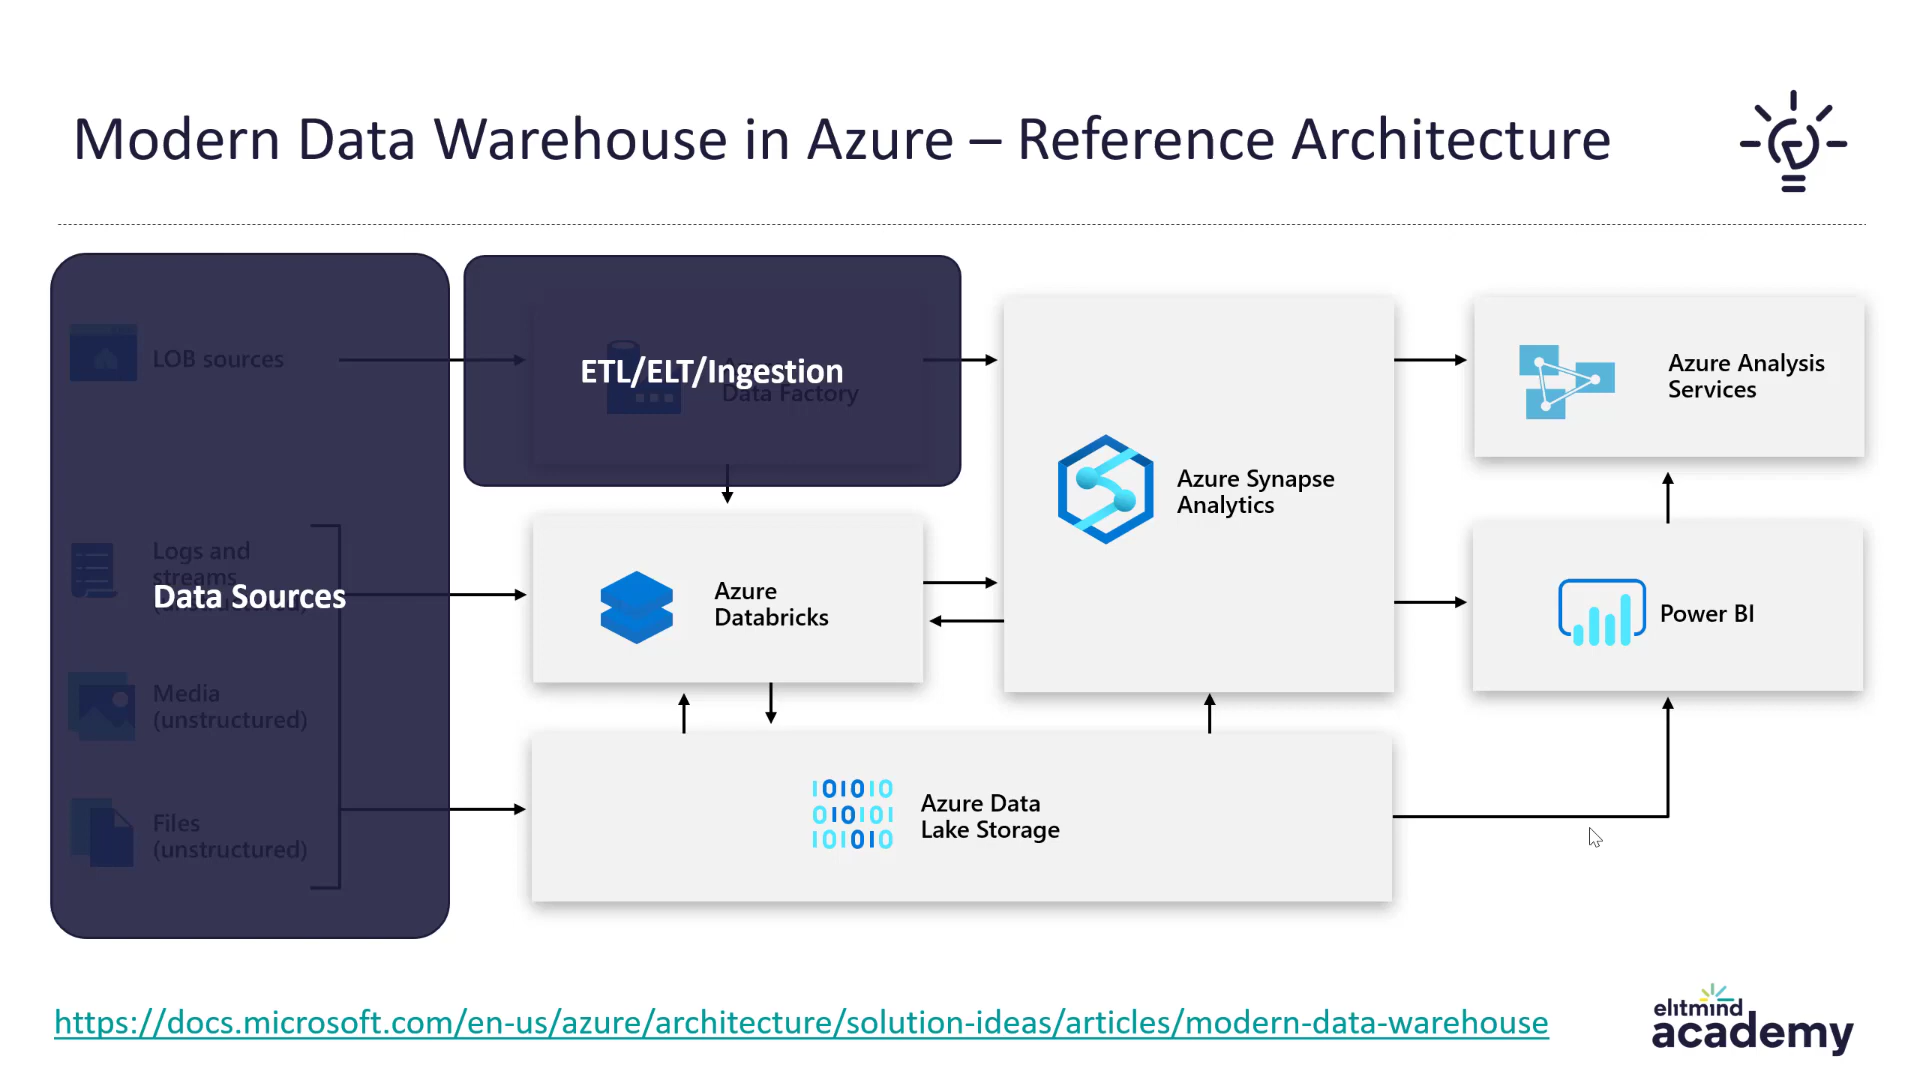 Modern Data Warehouse in Azure – Reference Architecture
LOB sources
Logs and
streams
Data Sources
Media
(unstructured)
Files
(unstructured)
ETL/ELT/Ingestion
Data Factory
Azure
Databricks
Azure Synapse
Analytics
Azure Data
Lake Storage
Azure Analysis
Services
Power BI
https://docs.microsoft.com/en-us/azure/architecture/solution-ideas/articles/modern-data-warehouse
elitmind
academy